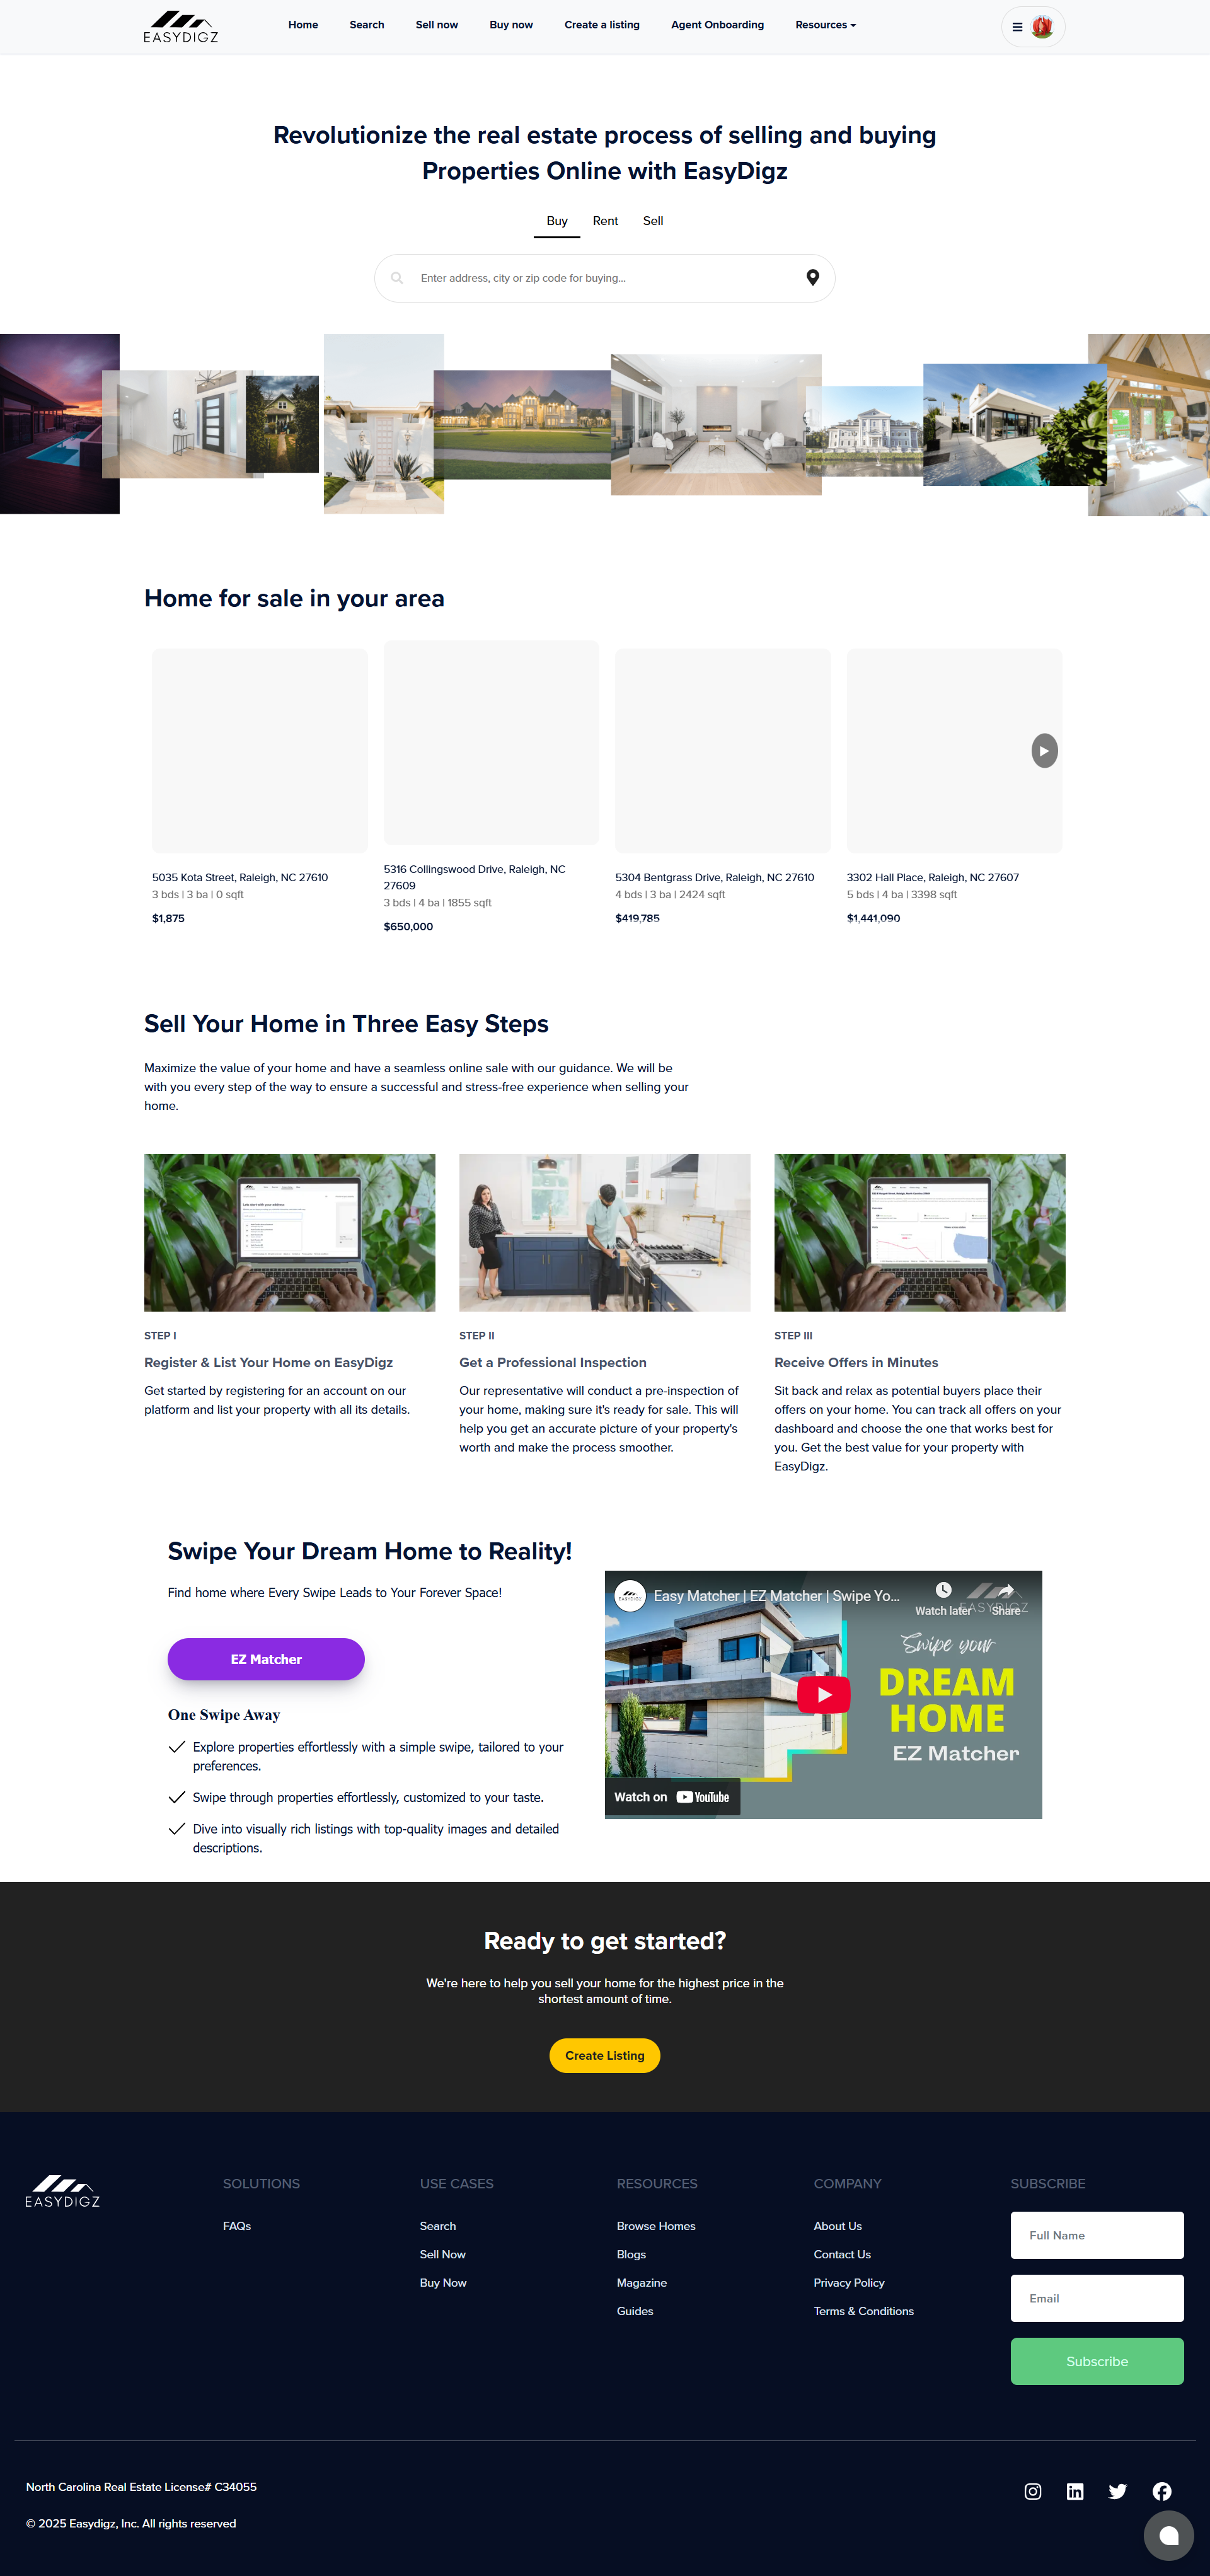 EASYDIGZ
Home
Search
Sell now
Buy now
Create a listing
Agent Onboarding
Resources
Revolutionize the real estate process of selling and buying
Properties Online with EasyDigz
Buy
Rent
Sell
Enter address, city or zip code for buying...
Home for sale in your area
5035 Kota Street, Raleigh, NC 27610
3 bds | 3 ba | 0 sqft
$1,875
5316 Collingswood Drive, Raleigh, NC
27609
3 bds | 4 ba | 1855 sqft
$650,000
5304 Bentgrass Drive, Raleigh, NC 27610
4 bds | 3 ba | 2424 sqft
$419,785
3302 Hall Place, Raleigh, NC 27607
5 bds | 4 ba | 3398 sqft
$1,441,090
Sell Your Home in Three Easy Steps
Maximize the value of your home and have a seamless online sale with our guidance. We will be
with you every step of the way to ensure a successful and stress-free experience when selling your
home.
STEP I
Register & List Your Home on EasyDigz
Get started by registering for an account on our
platform and list your property with all its details.
STEP II
Get a Professional Inspection
Our representative will conduct a pre-inspection of
your home, making sure it's ready for sale. This will
help you get an accurate picture of your property's
worth and make the process smoother.
STEP III
Receive Offers in Minutes
Sit back and relax as potential buyers place their
offers on your home. You can track all offers on your
dashboard and choose the one that works best for
you. Get the best value for your property with
EasyDigz.
Swipe Your Dream Home to Reality!
Find home where Every Swipe Leads to Your Forever Space!
EZ Matcher
One Swipe Away
Explore properties effortlessly with a simple swipe, tailored to your
preferences.
Swipe through properties effortlessly, customized to your taste.
Dive into visually rich listings with top-quality images and detailed
descriptions.
EASYDIGZ
Easy Matcher | EZ Matcher | Swipe Yo...
Watch later
Share
EASYDIGZ
Swipe your
DREAM
HOME
EZ Matcher
Watch on YouTube
Ready to get started?
We're here to help you sell your home for the highest price in the
shortest amount of time.
Create Listing
EASYDIGZ
SOLUTIONS
FAQs
USE CASES
Search
Sell Now
Buy Now
RESOURCES
Browse Homes
Blogs
Magazine
Guides
COMPANY
About Us
Contact Us
Privacy Policy
Terms & Conditions
SUBSCRIBE
Full Name
Email
Subscribe
North Carolina Real Estate License# C34055
© 2025 Easydigz, Inc. All rights reserved